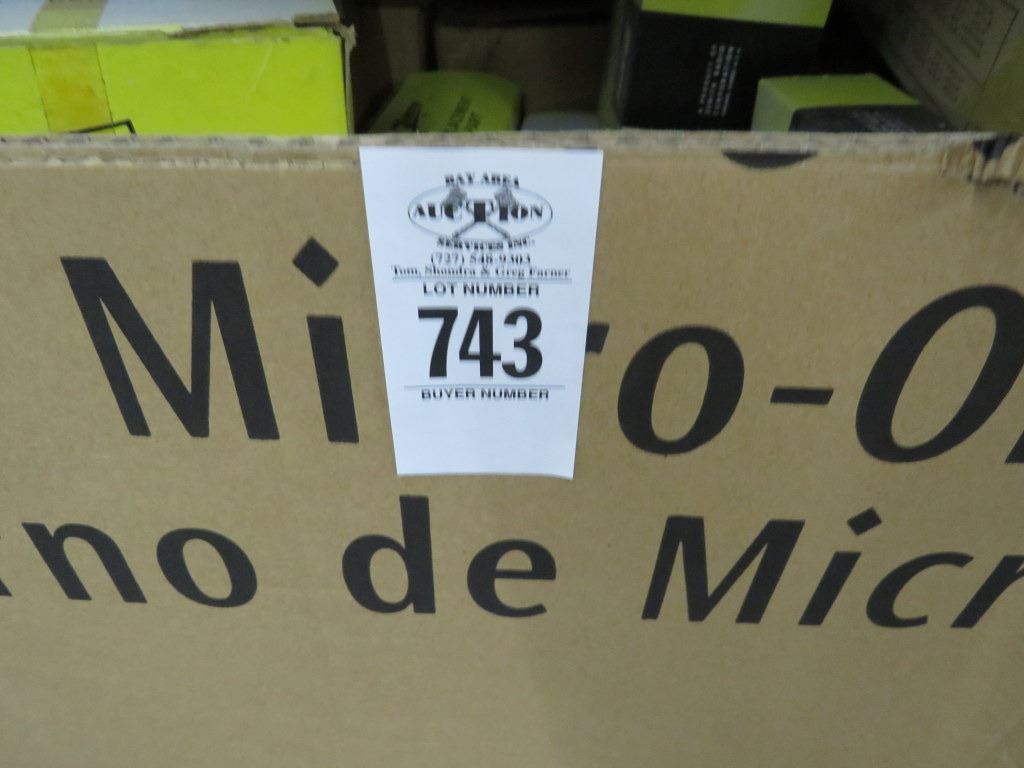 BAY AREA
AUCTION
SERVICES INC.
(727) 548-9303
Tom, Shondra & Greg Farner
LOT NUMBER
743
BUYER NUMBER
Mi ro-O
no de Micr